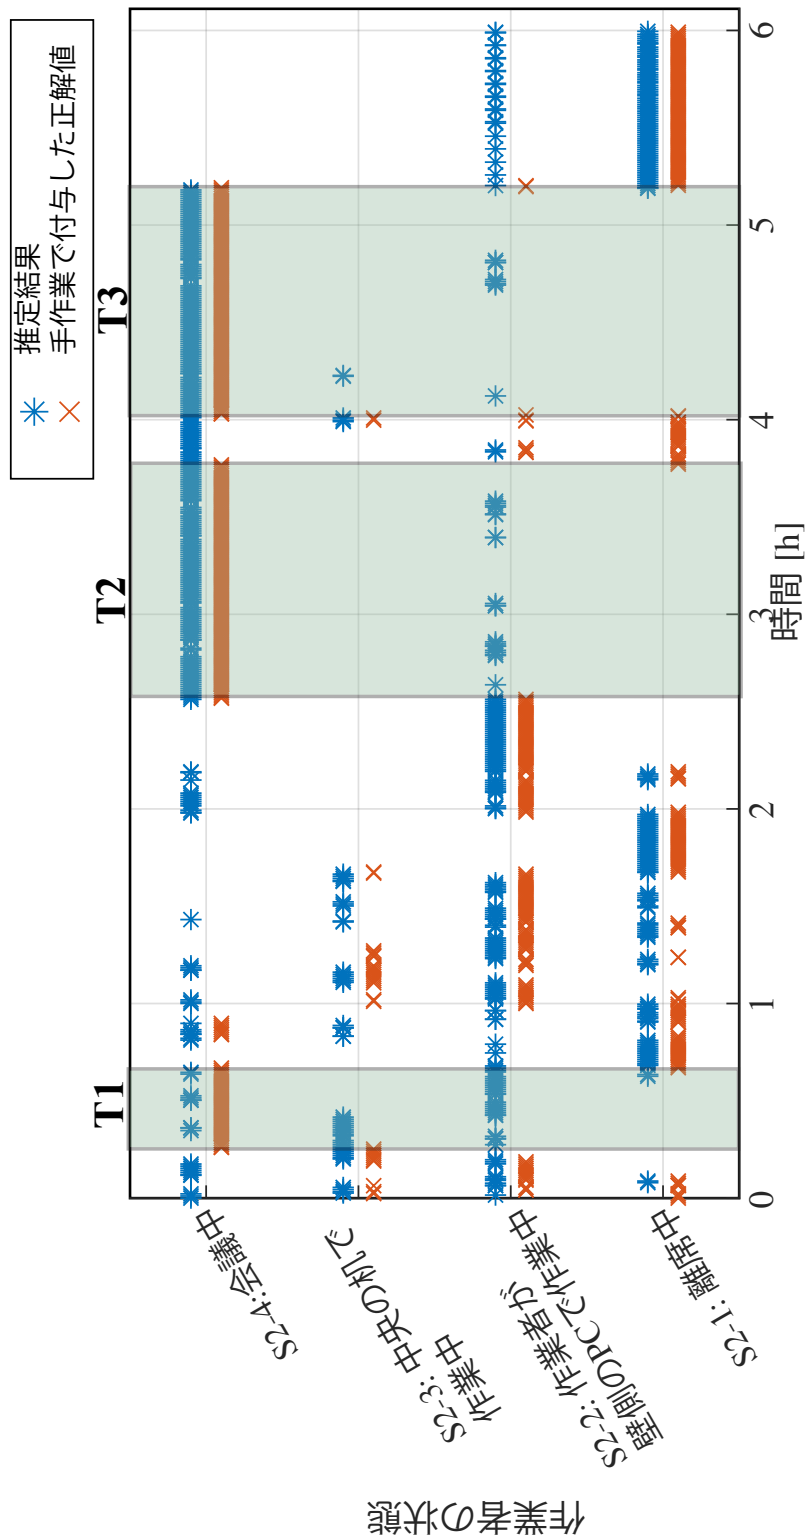 推定結果
手作業で付与した正解値
T1
T2
T3
作業者の状態
S2-4:会議中
S2-3: 中央の机で
作業中
S2-2: 作業者が
壁側のPCで作業中
S2-1: 離席中
0
1
2
3
4
5
6
時間 [h]